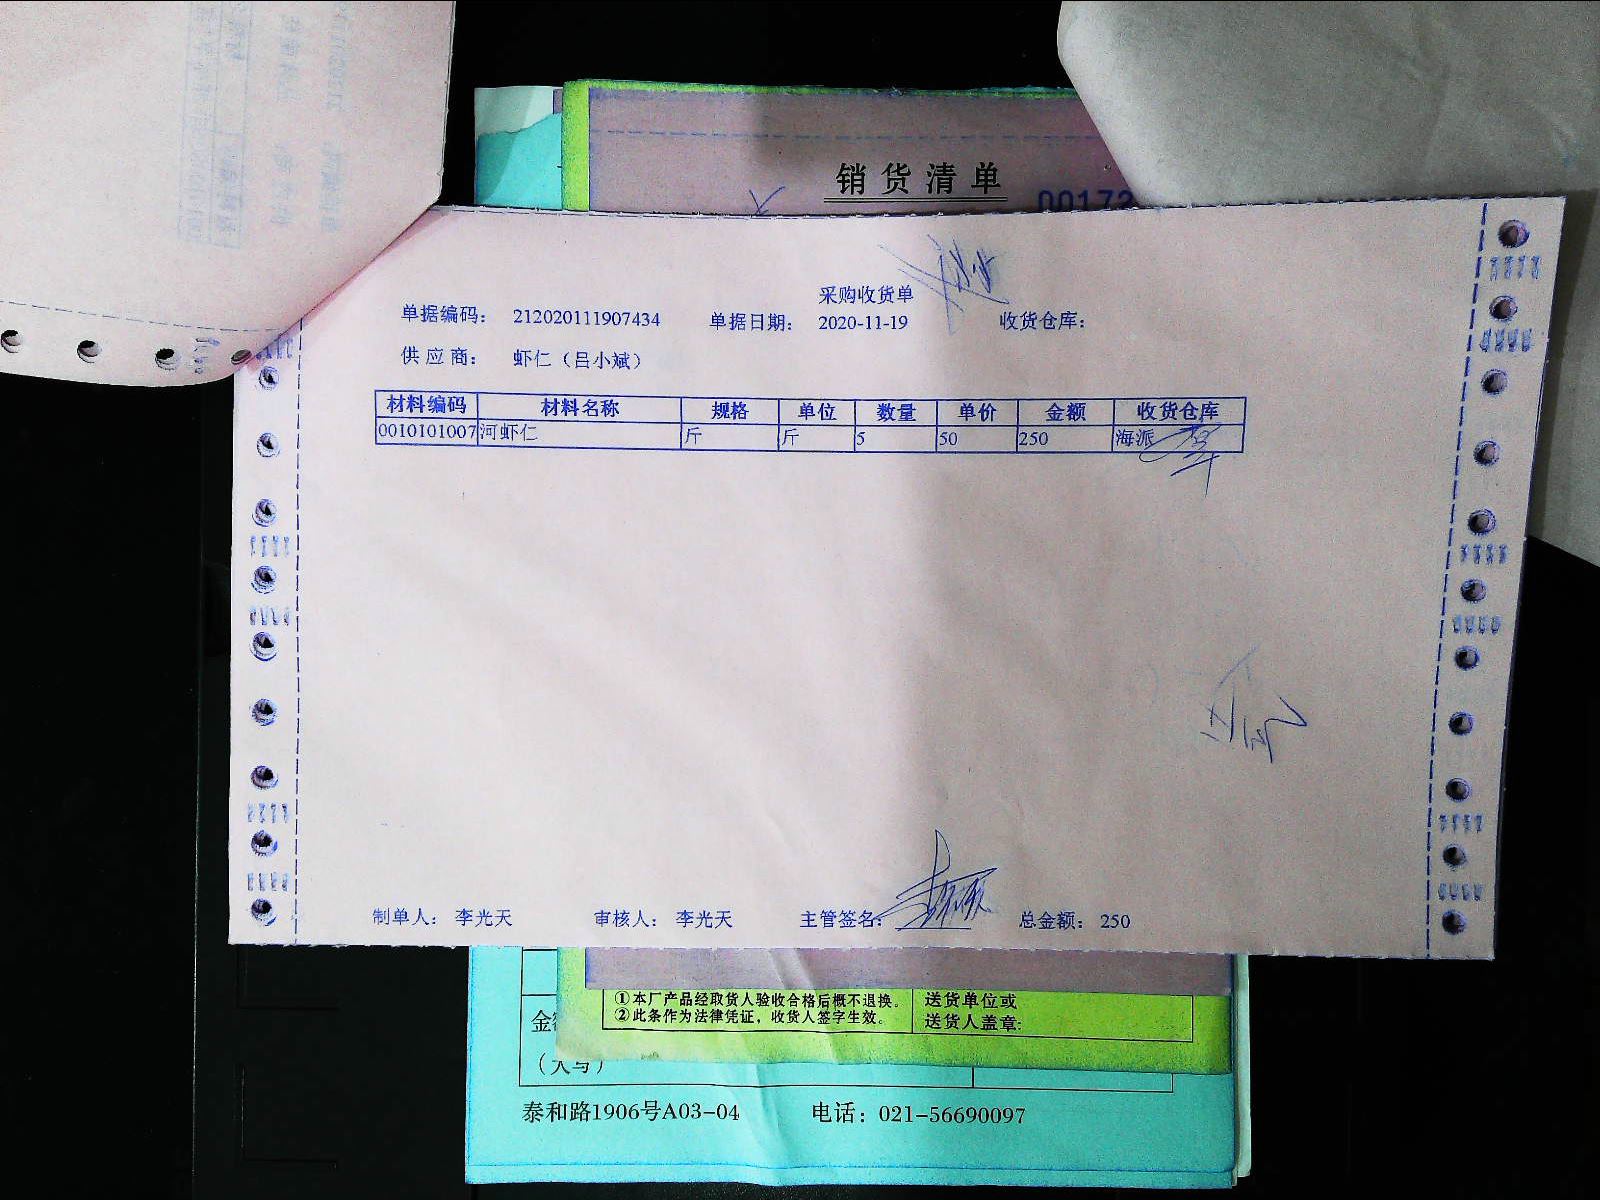 销货清单
00172
采购收货单
单据编码: 212020111907434 单据日期: 2020-11-19 收货仓库:
供应商: 虾仁（吕小斌）
材料编码 材料名称 规格 单位 数量 单价 金额 收货仓库
0010101007 河虾仁 斤 斤 5 50 250 海派
制单人: 李光天 审核人: 李光天 主管签名: 总金额: 250
①本厂产品经取货人验收合格后概不退换。 送货单位或
②此条作为法律凭证，收货人签字生效。 送货人盖章:
金
（大写）
泰和路1906号A03-04 电话: 021-56690097